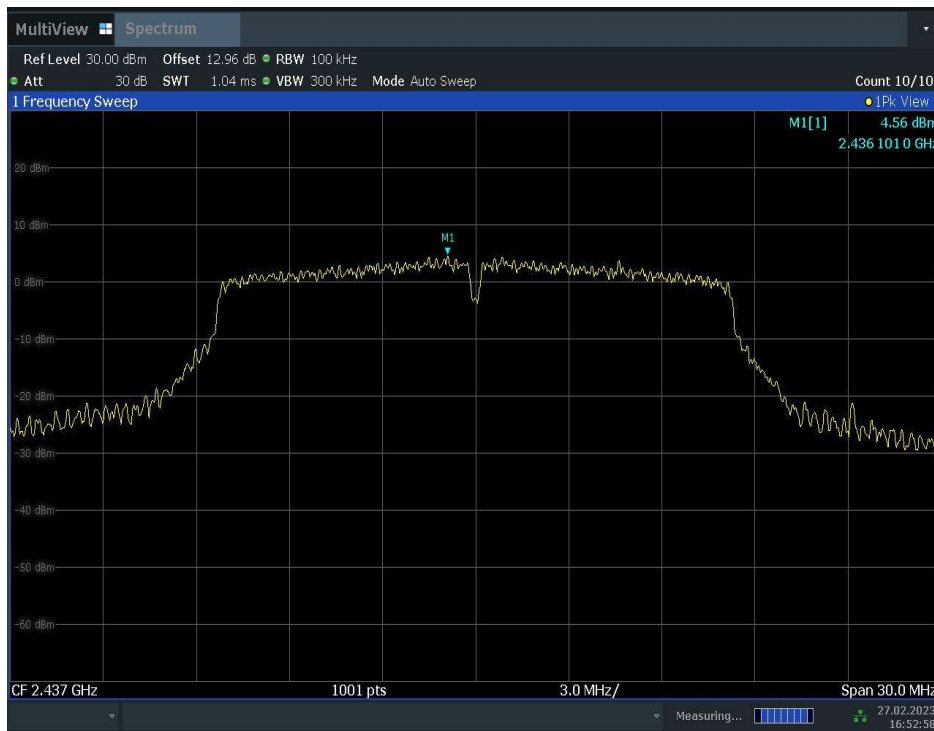 MultiView Spectrum
Ref Level 30.00 dBm Offset 12.96 dB RBW 100 kHz
Att 30 dB SWT 1.04 ms VBW 300 kHz Mode Auto Sweep Count 10/10
1 Frequency Sweep 1Pk View
M1[1] 4.56 dBm
2.436 101 0 GHz
20 dBm
10 dBm
M1
0 dBm
-10 dBm
-20 dBm
-30 dBm
-40 dBm
-50 dBm
-60 dBm
CF 2.437 GHz 1001 pts 3.0 MHz/ Span 30.0 MHz
Measuring... 27.02.2023
16:52:50